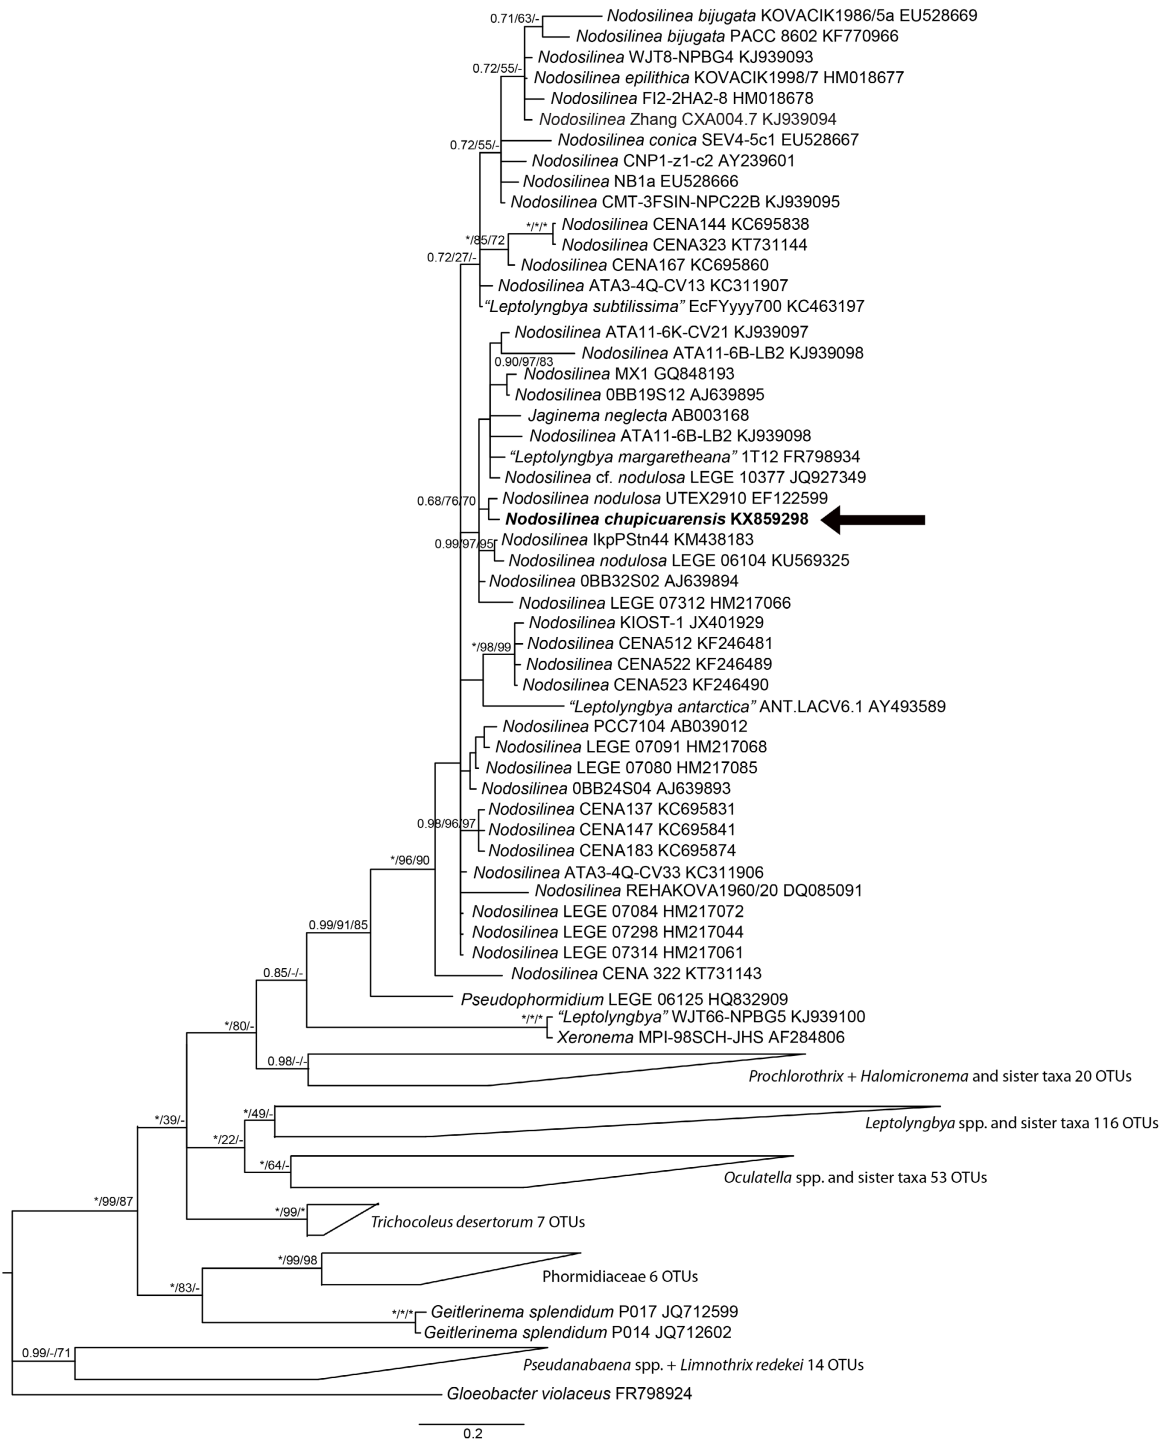 0.71/63/-
Nodosilinea bijugata KOVACIK1986/5a EU528669
Nodosilinea bijugata PACC 8602 KF770966
Nodosilinea WJT8-NPBG4 KJ939093
0.72/55/-
Nodosilinea epilithica KOVACIK1998/7 HM018677
Nodosilinea FI2-2HA2-8 HM018678
Nodosilinea Zhang CXA004.7 KJ939094
Nodosilinea conica SEV4-5c1 EU528667
0.72/55/-
Nodosilinea CNP1-z1-c2 AY239601
Nodosilinea NB1a EU528666
Nodosilinea CMT-3FSIN-NPC22B KJ939095
*/*/*
Nodosilinea CENA144 KC695838
*/85/72
Nodosilinea CENA323 KT731144
0.72/27/-
Nodosilinea CENA167 KC695860
Nodosilinea ATA3-4Q-CV13 KC311907
“Leptolyngbya subtilissima” EcFYyyy700 KC463197
Nodosilinea ATA11-6K-CV21 KJ939097
Nodosilinea ATA11-6B-LB2 KJ939098
0.90/97/83
Nodosilinea MX1 GQ848193
Nodosilinea 0BB19S12 AJ639895
Jaginema neglecta AB003168
Nodosilinea ATA11-6B-LB2 KJ939098
“Leptolyngbya margaretheana” 1T12 FR798934
Nodosilinea cf. nodulosa LEGE 10377 JQ927349
0.68/76/70
Nodosilinea nodulosa UTEX2910 EF122599
Nodosilinea chupicuarensis KX859298
0.99/97/95
Nodosilinea IkpPStn44 KM438183
Nodosilinea nodulosa LEGE 06104 KU569325
Nodosilinea 0BB32S02 AJ639894
Nodosilinea LEGE 07312 HM217066
Nodosilinea KIOST-1 JX401929
*/98/99
Nodosilinea CENA512 KF246481
Nodosilinea CENA522 KF246489
Nodosilinea CENA523 KF246490
“Leptolyngbya antarctica” ANT.LACV6.1 AY493589
Nodosilinea PCC7104 AB039012
Nodosilinea LEGE 07091 HM217068
Nodosilinea LEGE 07080 HM217085
Nodosilinea 0BB24S04 AJ639893
Nodosilinea CENA137 KC695831
0.98/96/97
Nodosilinea CENA147 KC695841
Nodosilinea CENA183 KC695874
*/96/90
Nodosilinea ATA3-4Q-CV33 KC311906
Nodosilinea REHAKOVA1960/20 DQ085091
Nodosilinea LEGE 07084 HM217072
0.99/91/85
Nodosilinea LEGE 07298 HM217044
Nodosilinea LEGE 07314 HM217061
0.85/-/-
Nodosilinea CENA 322 KT731143
Pseudophormidium LEGE 06125 HQ832909
*/*/*
“Leptolyngbya” WJT66-NPBG5 KJ939100
*/80/-
Xeronema MPI-98SCH-JHS AF284806
0.98/-/-
Prochlorothrix + Halomicronema and sister taxa 20 OTUs
*/49/-
*/39/-
Leptolyngbya spp. and sister taxa 116 OTUs
*/22/-
*/64/-
Oculatella spp. and sister taxa 53 OTUs
*/99/87
*/99/*
Trichocoleus desertorum 7 OTUs
*/99/98
Phormidiaceae 6 OTUs
*/83/-
*/*/*
Geitlerinema splendidum P017 JQ712599
Geitlerinema splendidum P014 JQ712602
0.99/-/71
Pseudanabaena spp. + Limnothrix redekei 14 OTUs
Gloeobacter violaceus FR798924
0.2